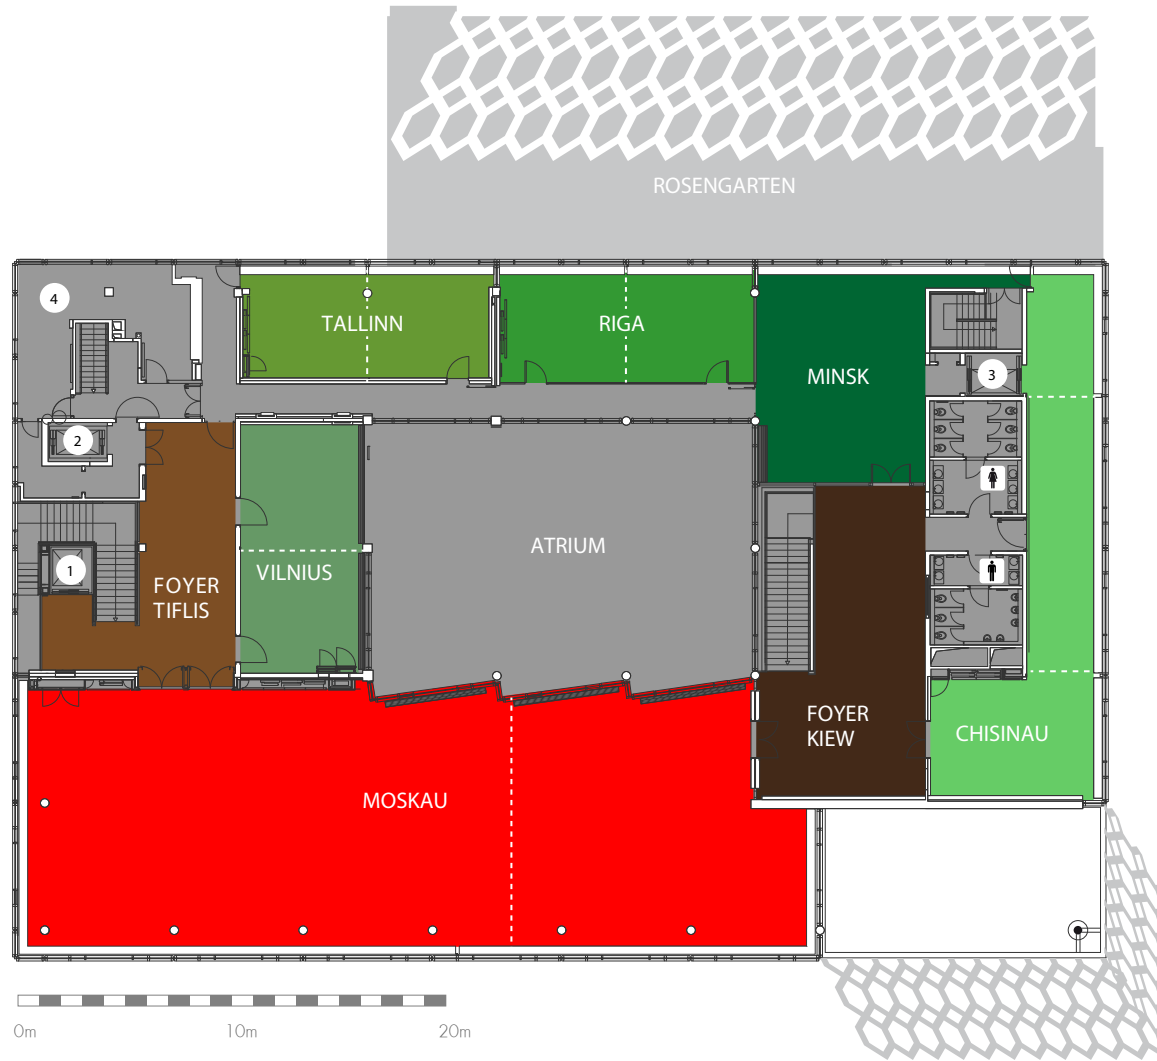 ROSENGARTEN
4
TALLINN
RIGA
MINSK
3
2
1
FOYER
TIFLIS
VILNIUS
ATRIUM
FOYER
KIEW
CHISINAU
MOSKAU
0m
10m
20m